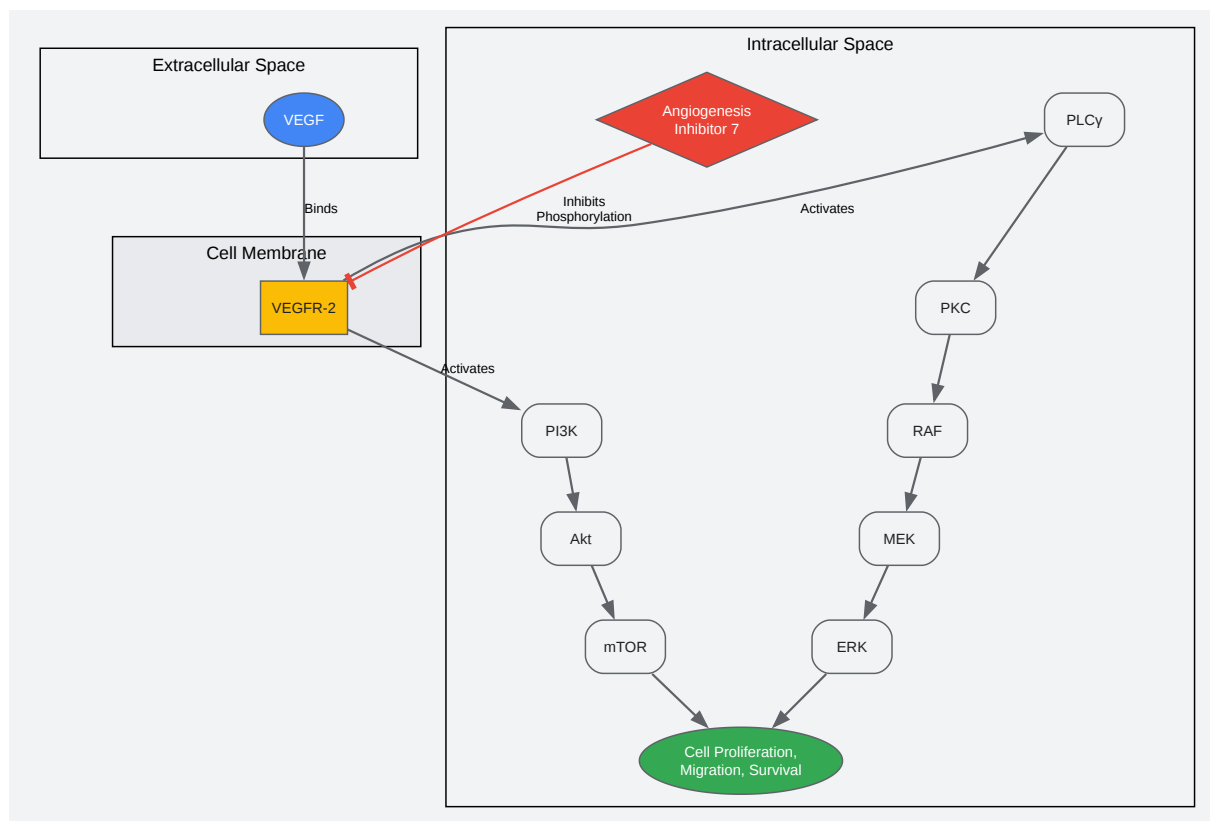 Intracellular Space
Extracellular Space
VEGF
Angiogenesis
Inhibitor 7
PLCγ
Binds
Inhibits
Phosphorylation
Activates
Cell Membrane
VEGFR-2
PKC
Activates
PI3K
RAF
Akt
MEK
mTOR
ERK
Cell Proliferation,
Migration, Survival